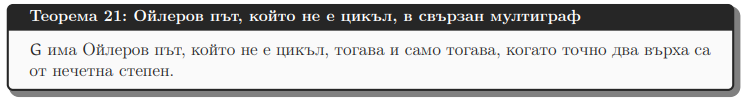 Теорема 21: Ойлеров път, който не е цикъл, в свързан мултиграф
G има Ойлеров път, който не е цикъл, тогава и само тогава, когато точно два върха са
от нечетна степен.